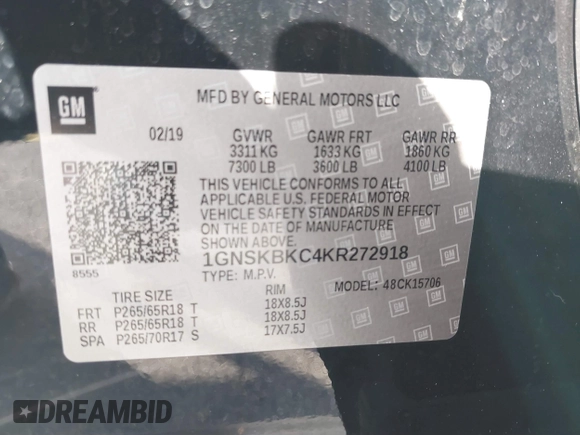 GM
MFD BY GENERAL MOTORS LLC
02/19 GVWR GAWR FRT GAWR RR
3311 KG 1633 KG 1860 KG
7300 LB 3600 LB 4100 LB
THIS VEHICLE CONFORMS TO ALL
APPLICABLE U.S. FEDERAL MOTOR
VEHICLE SAFETY STANDARDS IN EFFECT
ON THE DATE OF MANUFACTURE
SHOWN ABOVE.
8555
1GNSKBKC4KR272918
TYPE: M.P.V. MODEL: 48CK15706
TIRE SIZE RIM
FRT P265/65R18 T 18X8.5J
RR P265/65R18 T 18X8.5J
SPA P265/70R17 S 17X7.5J
DREAMBID